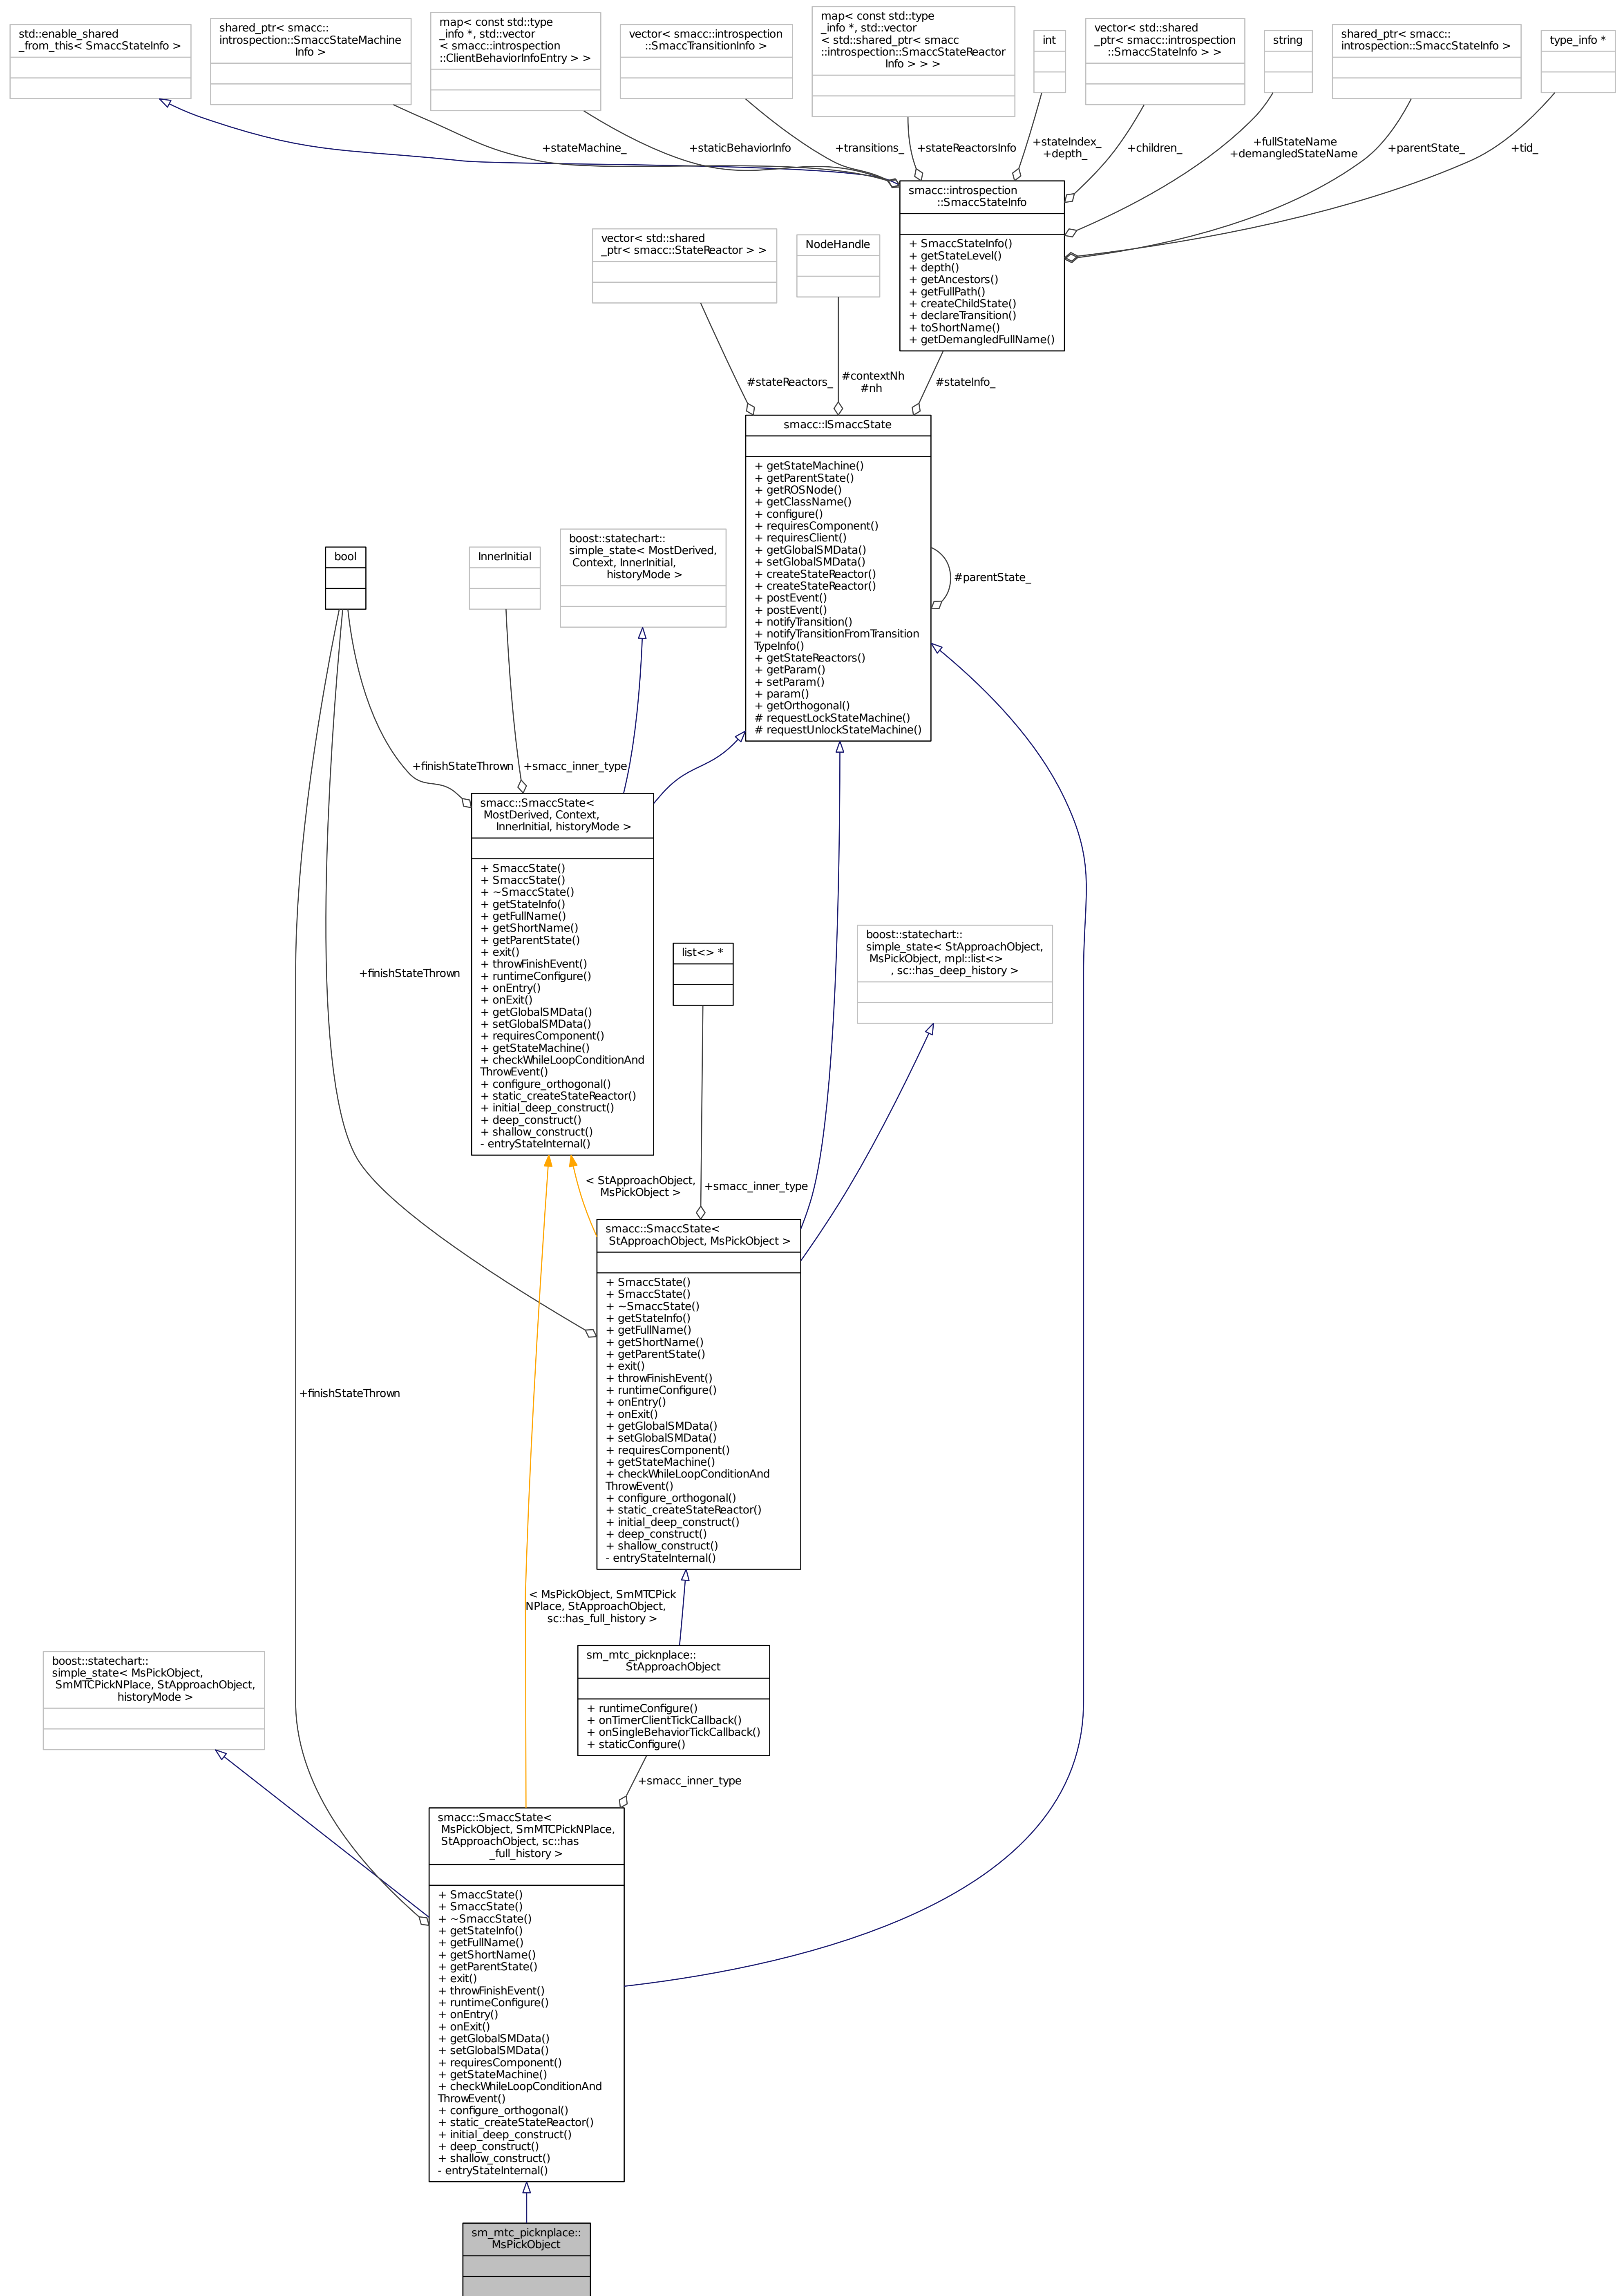 std::enable_shared
_from_this< SmaccStateInfo >
shared_ptr< smacc::
introspection::SmaccStateMachine
Info >
map< const std::type
_info *, std::vector
< smacc::introspection
::ClientBehaviorInfoEntry > >
vector< smacc::introspection
::SmaccTransitionInfo >
map< const std::type
_info *, std::vector
< std::shared_ptr< smacc
::introspection::SmaccStateReactor
Info > > >
int
vector< std::shared
_ptr< smacc::introspection
::SmaccStateInfo > >
string
shared_ptr< smacc::
introspection::SmaccStateInfo >
type_info *
+stateMachine_
+staticBehaviorInfo
+transitions_
+stateReactorsInfo
+stateIndex_
+depth_
+children_
+fullStateName
+demangledStateName
+parentState_
+tid_
smacc::introspection
::SmaccStateInfo
+ SmaccStateInfo()
+ getStateLevel()
+ depth()
+ getAncestors()
+ getFullPath()
+ createChildState()
+ declareTransition()
+ toShortName()
+ getDemangledFullName()
vector< std::shared
_ptr< smacc::StateReactor > >
NodeHandle
#stateReactors_
#contextNh
#nh
#stateInfo_
smacc::ISmaccState
+ getStateMachine()
+ getParentState()
+ getROSNode()
+ getClassName()
+ configure()
+ requiresComponent()
+ requiresClient()
+ getGlobalSMData()
+ setGlobalSMData()
+ createStateReactor()
+ createStateReactor()
+ postEvent()
+ postEvent()
+ notifyTransition()
+ notifyTransitionFromTransition
TypeInfo()
+ getStateReactors()
+ getParam()
+ setParam()
+ param()
+ getOrthogonal()
# requestLockStateMachine()
# requestUnlockStateMachine()
#parentState_
bool
InnerInitial
boost::statechart::
simple_state< MostDerived,
Context, InnerInitial,
historyMode >
+finishStateThrown
+smacc_inner_type
smacc::SmaccState<
MostDerived, Context,
InnerInitial, historyMode >
+ SmaccState()
+ SmaccState()
+ ~SmaccState()
+ getStateInfo()
+ getFullName()
+ getShortName()
+ getParentState()
+ exit()
+ throwFinishEvent()
+ runtimeConfigure()
+ onEntry()
+ onExit()
+ getGlobalSMData()
+ setGlobalSMData()
+ requiresComponent()
+ getStateMachine()
+ checkWhileLoopConditionAnd
ThrowEvent()
+ configure_orthogonal()
+ static_createStateReactor()
+ initial_deep_construct()
+ deep_construct()
+ shallow_construct()
- entryStateInternal()
list<> *
boost::statechart::
simple_state< StApproachObject,
MsPickObject, mpl::list<>
, sc::has_deep_history >
+finishStateThrown
< StApproachObject,
MsPickObject >
+smacc_inner_type
smacc::SmaccState<
StApproachObject, MsPickObject >
+ SmaccState()
+ SmaccState()
+ ~SmaccState()
+ getStateInfo()
+ getFullName()
+ getShortName()
+ getParentState()
+ exit()
+ throwFinishEvent()
+ runtimeConfigure()
+ onEntry()
+ onExit()
+ getGlobalSMData()
+ setGlobalSMData()
+ requiresComponent()
+ getStateMachine()
+ checkWhileLoopConditionAnd
ThrowEvent()
+ configure_orthogonal()
+ static_createStateReactor()
+ initial_deep_construct()
+ deep_construct()
+ shallow_construct()
- entryStateInternal()
+finishStateThrown
< MsPickObject, SmMTCPick
NPlace, StApproachObject,
sc::has_full_history >
boost::statechart::
simple_state< MsPickObject,
SmMTCPickNPlace, StApproachObject,
historyMode >
sm_mtc_picknplace::
StApproachObject
+ runtimeConfigure()
+ onTimerClientTickCallback()
+ onSingleBehaviorTickCallback()
+ staticConfigure()
+smacc_inner_type
smacc::SmaccState<
MsPickObject, SmMTCPickNPlace,
StApproachObject, sc::has
_full_history >
+ SmaccState()
+ SmaccState()
+ ~SmaccState()
+ getStateInfo()
+ getFullName()
+ getShortName()
+ getParentState()
+ exit()
+ throwFinishEvent()
+ runtimeConfigure()
+ onEntry()
+ onExit()
+ getGlobalSMData()
+ setGlobalSMData()
+ requiresComponent()
+ getStateMachine()
+ checkWhileLoopConditionAnd
ThrowEvent()
+ configure_orthogonal()
+ static_createStateReactor()
+ initial_deep_construct()
+ deep_construct()
+ shallow_construct()
- entryStateInternal()
sm_mtc_picknplace::
MsPickObject